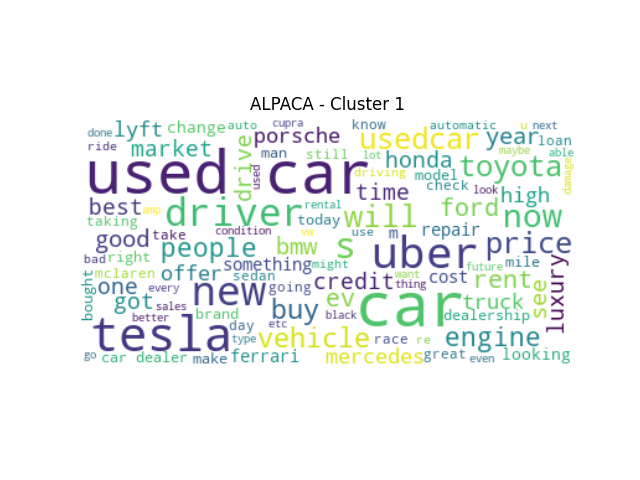 ALPACA - Cluster 1
done lyft change auto cupra know automatic u next
ride market drive porsche man still usedcar year maybe loan able
used car used lot driving honda model toyota damage
best amp driver rental time check look high
taking today will ford now
good take condition people bmw s use m vw repair uber price
bad right mclaren offer something sedan might credit cost want future mile rent luxury
bought one every got sales new going ev thing truck see
better brand buy black car dealership
tesla day type etc vehicle race re engine
go car dealer make ferrari mercedes great even looking